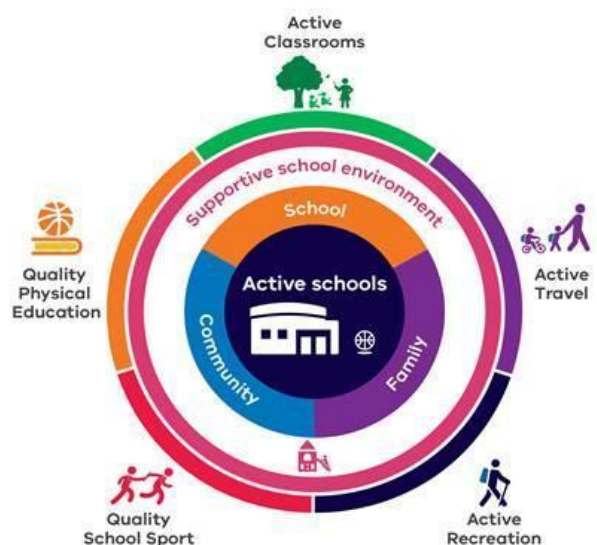 Active
Classrooms
Supportive school environment
School
Quality
Physical
Education
Active schools
Active
Travel
Community
Family
Quality
School Sport
Active
Recreation